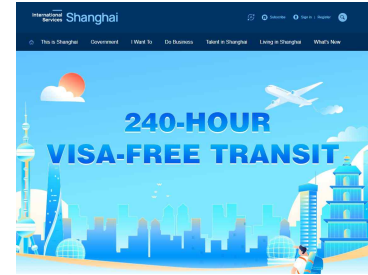 International
Services
Shanghai
Subscribe
Sign in | Register
This is Shanghai
Government
I Want To
Do Business
Talent in Shanghai
Living in Shanghai
What's New
240-HOUR
VISA-FREE TRANSIT